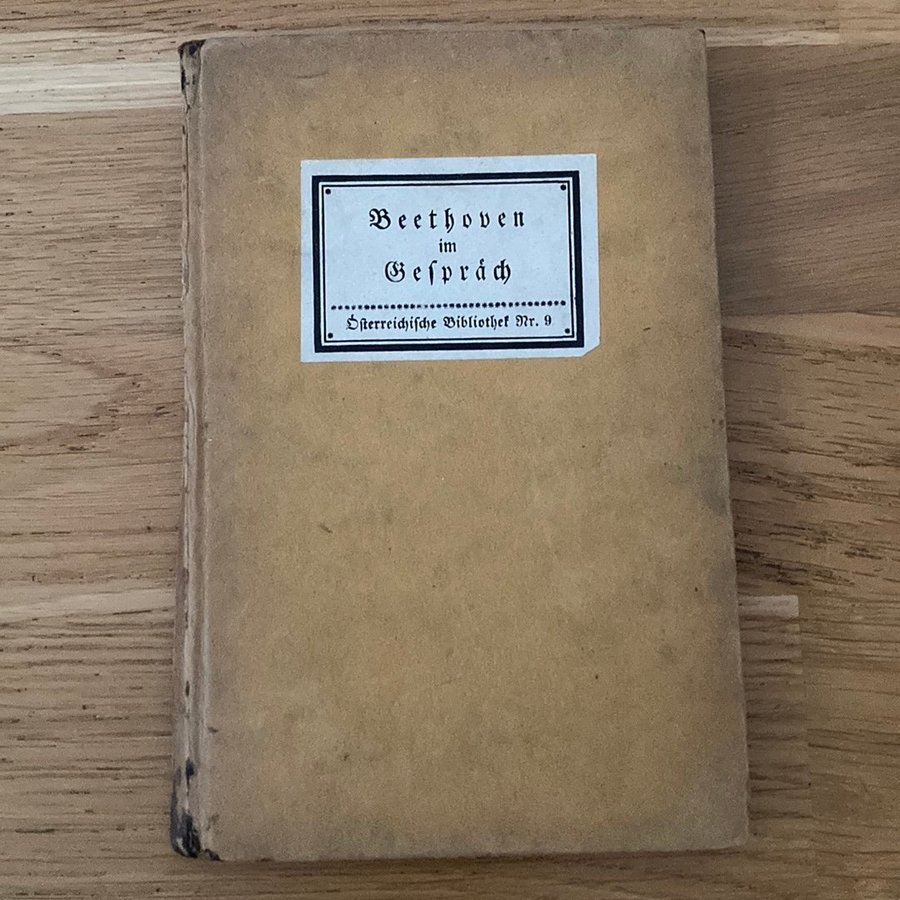 Beethoven
im
Geſpräch
Öſterreichiſche Bibliothek Nr. 9